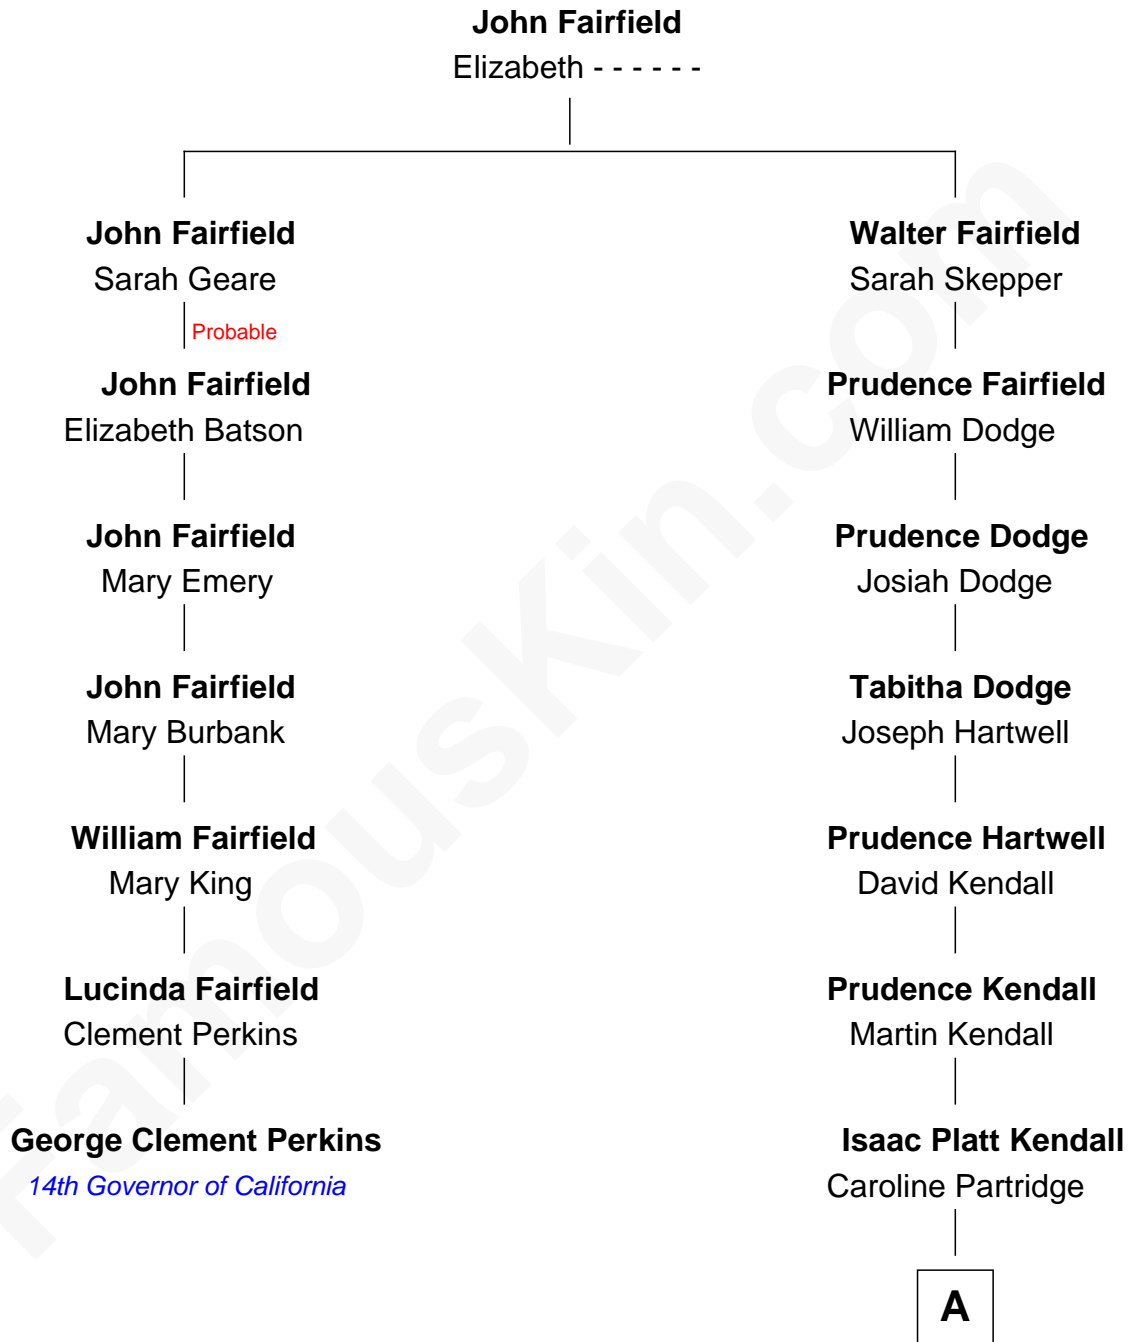 John Fairfield
Elizabeth - - - - - -
John Fairfield
Sarah Geare
Probable
John Fairfield
Elizabeth Batson
John Fairfield
Mary Emery
John Fairfield
Mary Burbank
William Fairfield
Mary King
Lucinda Fairfield
Clement Perkins
George Clement Perkins
14th Governor of California
Walter Fairfield
Sarah Skepper
Prudence Fairfield
William Dodge
Prudence Dodge
Josiah Dodge
Tabitha Dodge
Joseph Hartwell
Prudence Hartwell
David Kendall
Prudence Kendall
Martin Kendall
Isaac Platt Kendall
Caroline Partridge
A
FamousKin.com